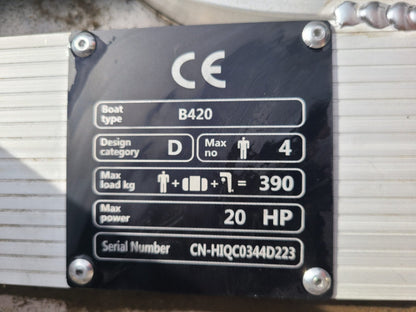 CE
Boat type B420
Design category D Max no 4
Max load kg + + = 390
Max power 20 HP
Serial Number CN-HIQC0344D223